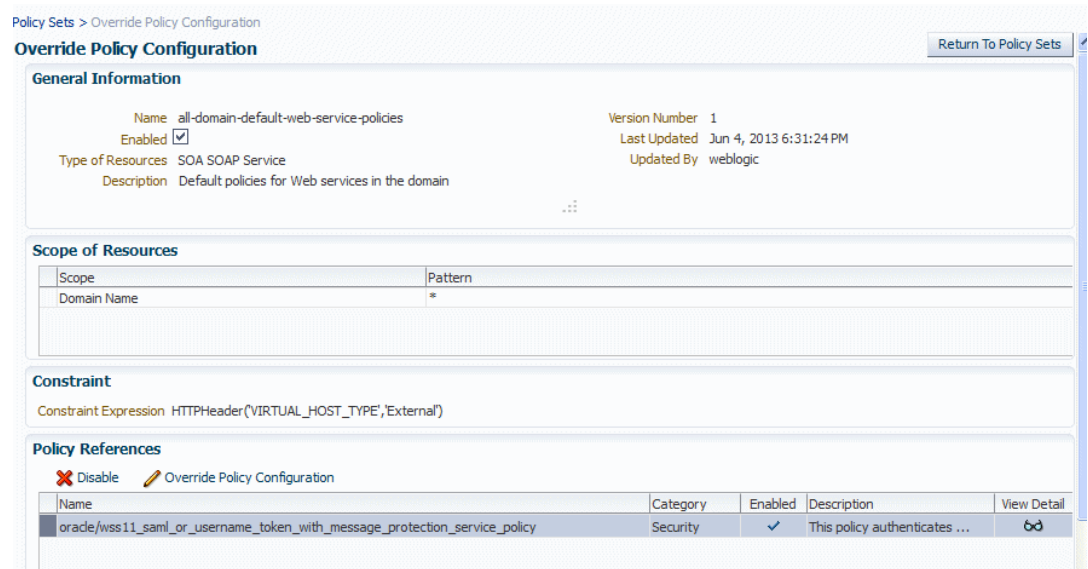 Policy Sets > Override Policy Configuration
Override Policy Configuration
Return To Policy Sets
General Information
Name all-domain-default-web-service-policies
Version Number 1
Enabled
Last Updated Jun 4, 2013 6:31:24 PM
Type of Resources SOA SOAP Service
Updated By weblogic
Description Default policies for Web services in the domain
Scope of Resources
Scope Pattern
Domain Name *
Constraint
Constraint Expression HTTPHeader('VIRTUAL_HOST_TYPE','External')
Policy References
Disable Override Policy Configuration
Name Category Enabled Description View Detail
oracle/wss11_saml_or_username_token_with_message_protection_service_policy Security This policy authenticates ...